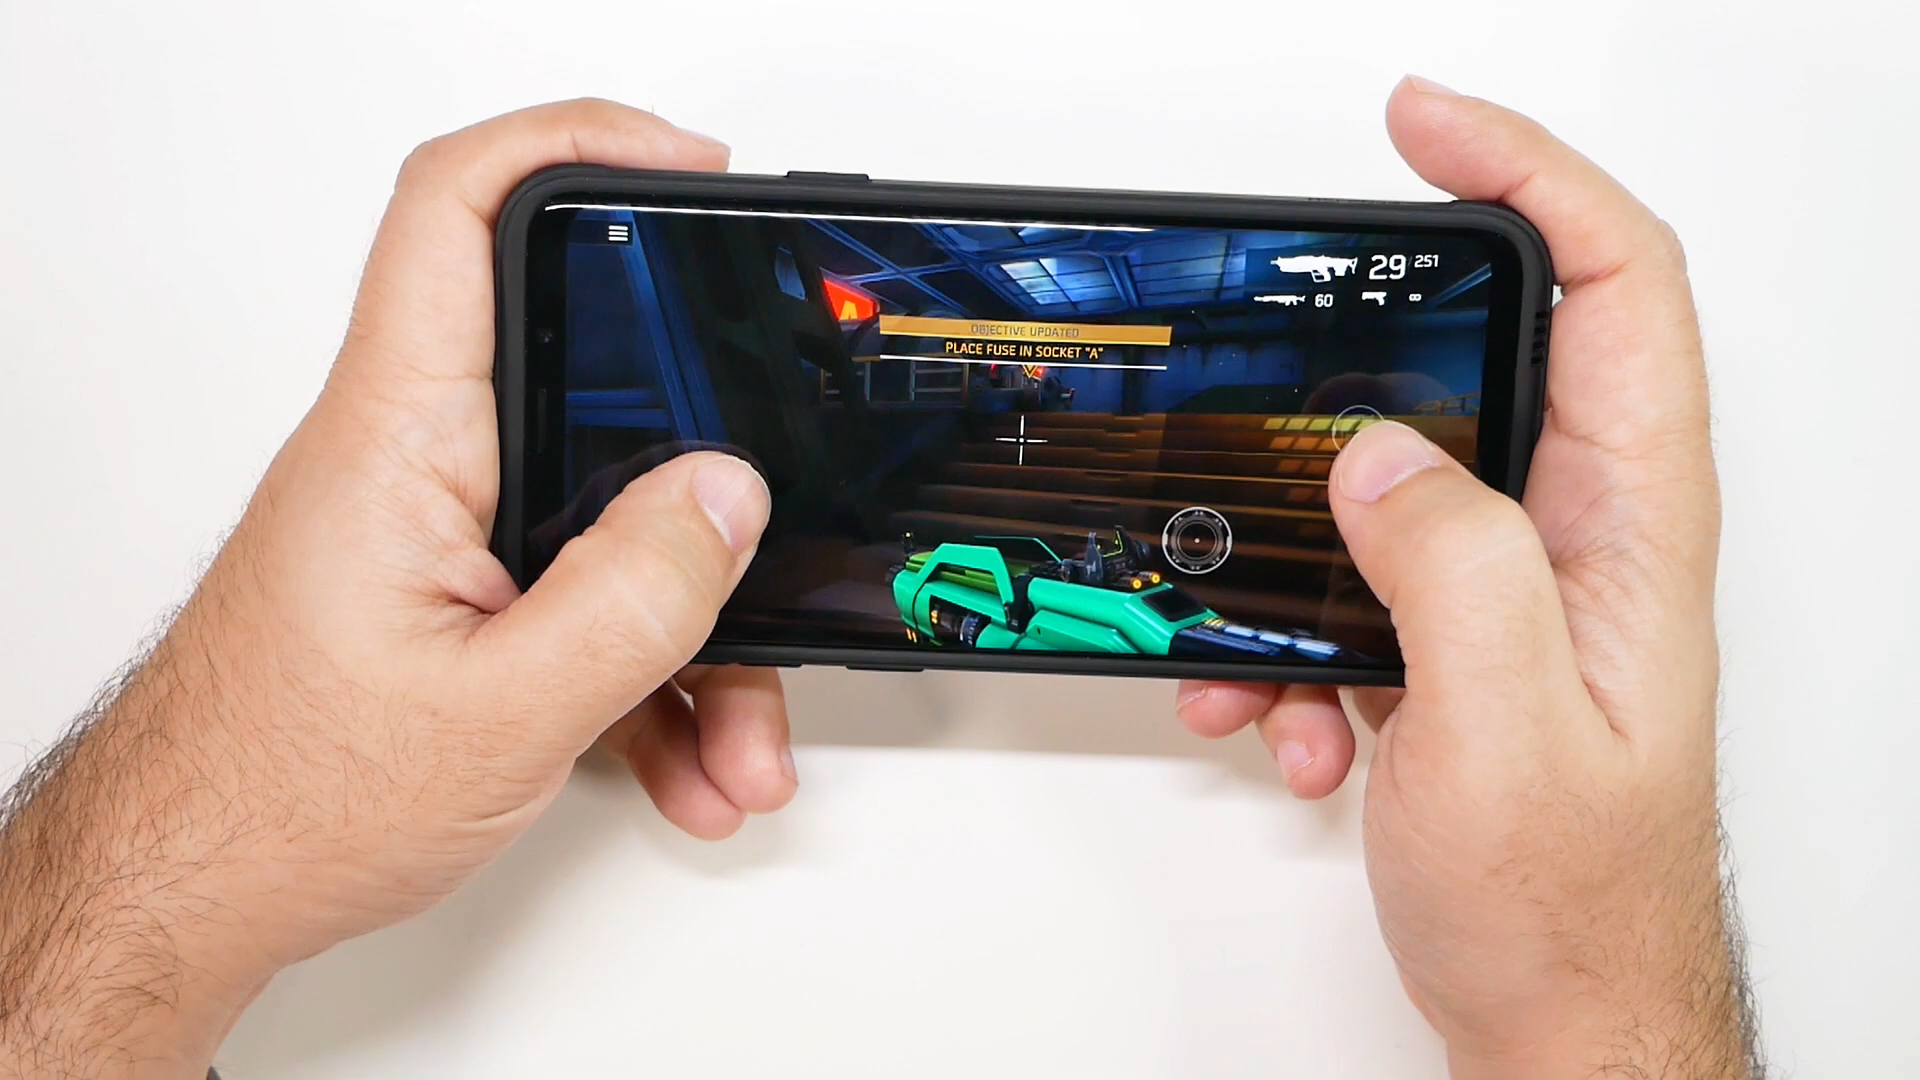 A
29 251
60 ∞
OBJECTIVE UPDATED
PLACE FUSE IN SOCKET "A"